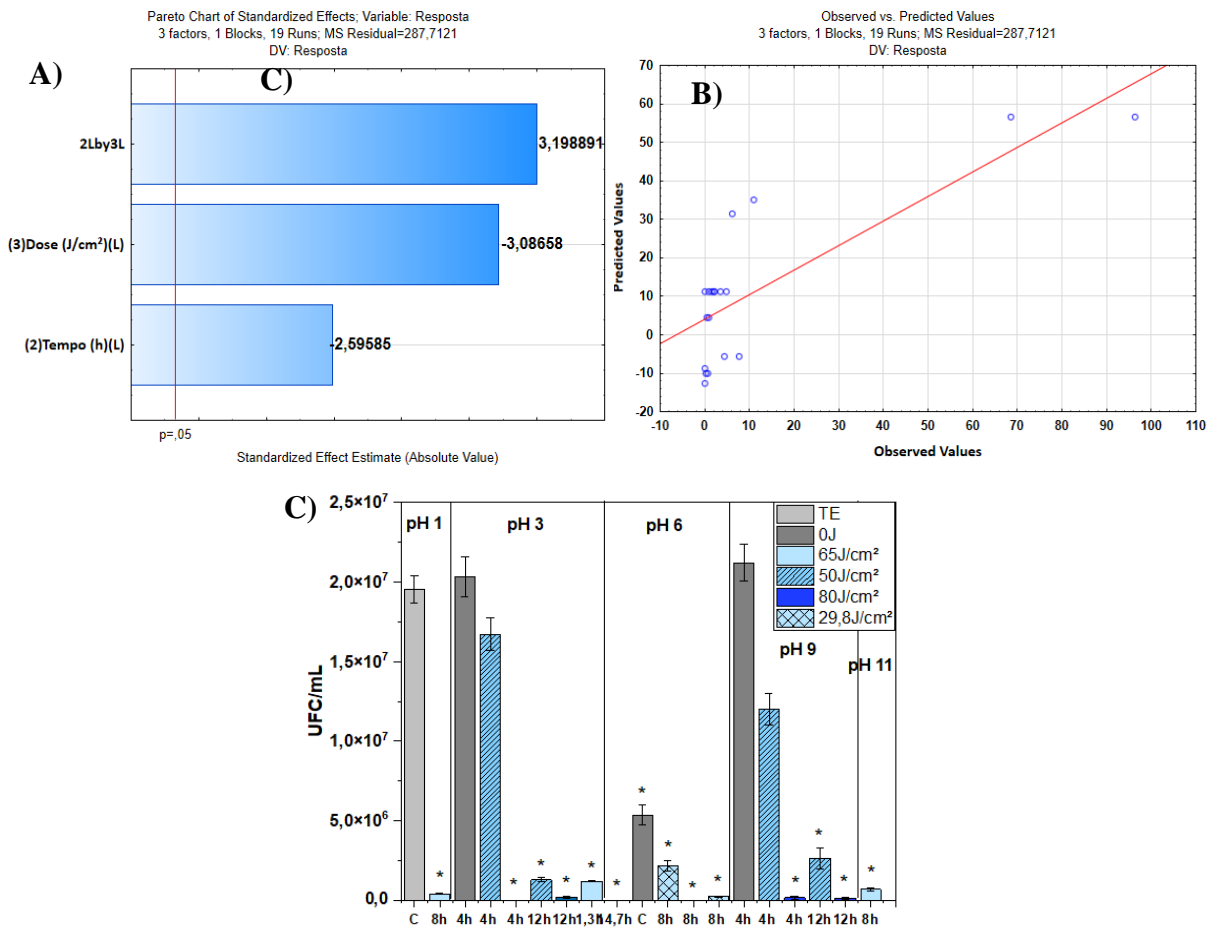 Pareto Chart of Standardized Effects; Variable: Resposta
3 factors, 1 Blocks, 19 Runs; MS Residual=287,7121
DV: Resposta
A)
C)
2Lby3L
3,198891
(3)Dose (J/cm²)(L)
-3,08658
(2)Tempo (h)(L)
-2,59585
p=,05
Standardized Effect Estimate (Absolute Value)
Observed vs. Predicted Values
3 factors, 1 Blocks, 19 Runs; MS Residual=287,7121
DV: Resposta
B)
Predicted Values
70
60
50
40
30
20
10
0
-10
-20
-10 0 10 20 30 40 50 60 70 80 90 100 110
Observed Values
C)
UFC/mL
2,5×10⁷
2,0×10⁷
1,5×10⁷
1,0×10⁷
5,0×10⁶
0,0
pH 1
pH 3
pH 6
pH 9
pH 11
TE
0J
65J/cm²
50J/cm²
80J/cm²
29,8J/cm²
* * * * * * * * * * * * * *
C 8h 4h 4h 4h 12h 12h 1,3h 14,7h C 8h 8h 8h 4h 4h 4h 12h 12h 8h